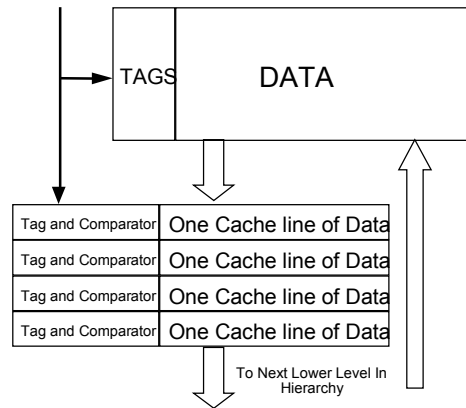 TAGS
DATA
Tag and Comparator One Cache line of Data
Tag and Comparator One Cache line of Data
Tag and Comparator One Cache line of Data
Tag and Comparator One Cache line of Data
To Next Lower Level In
Hierarchy